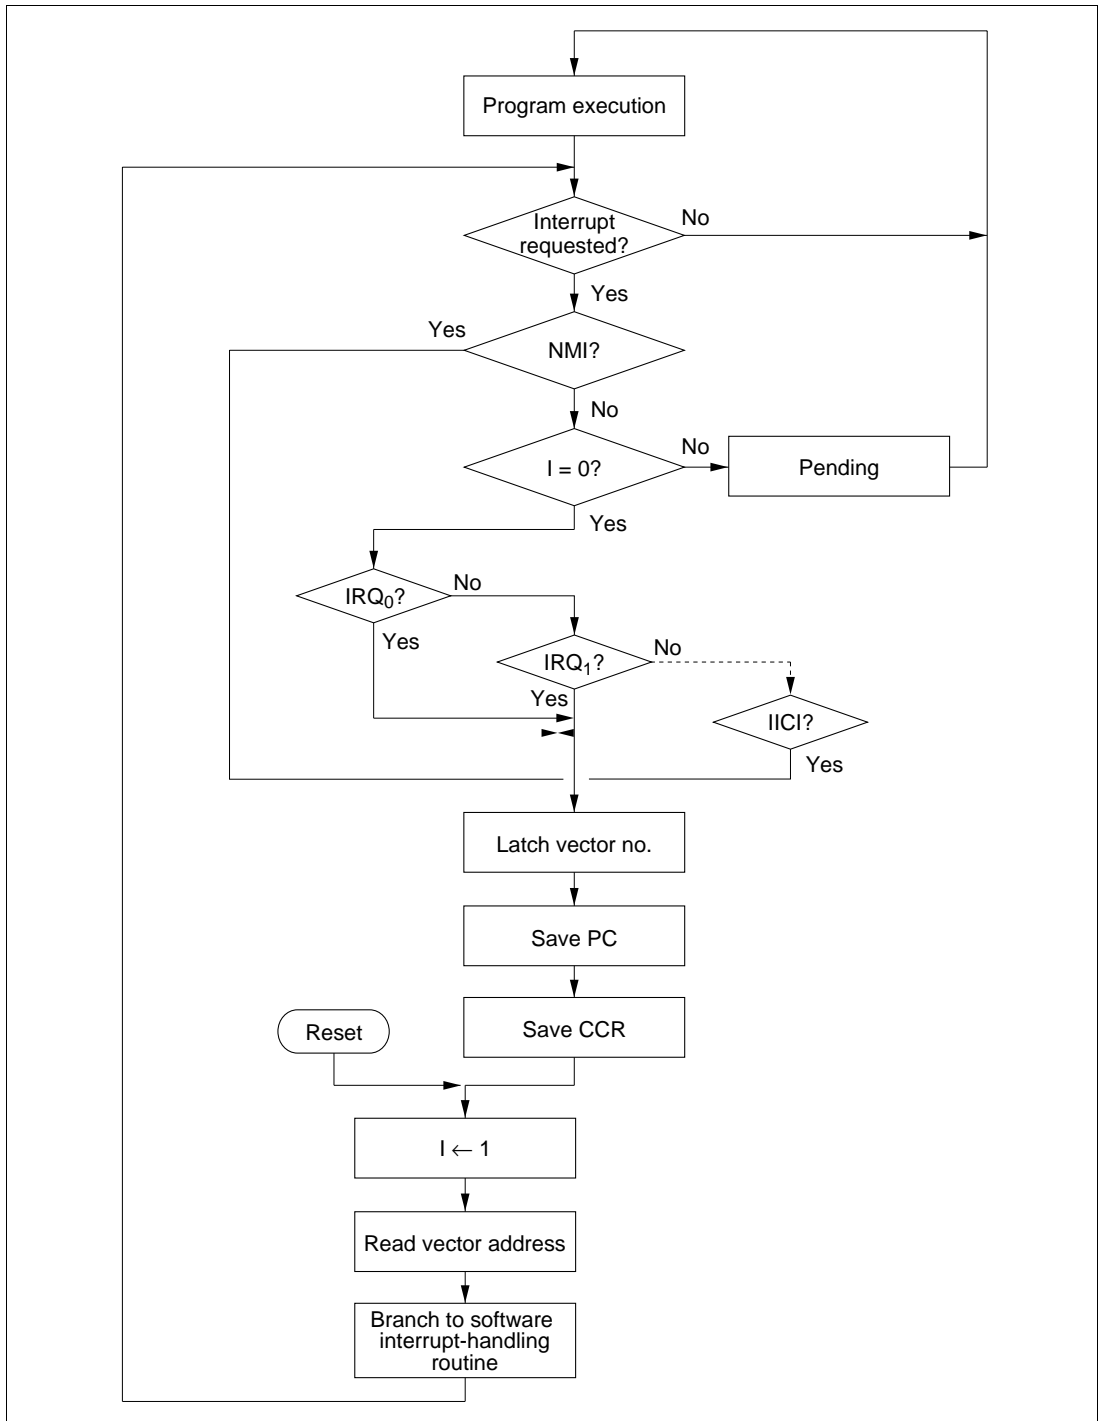 Program execution
Interrupt
requested?
No
Yes
Yes
NMI?
No
I = 0?
No
Pending
Yes
IRQ0?
No
Yes
IRQ1?
No
Yes
IICI?
Yes
Latch vector no.
Save PC
Save CCR
Reset
I ← 1
Read vector address
Branch to software
interrupt-handling
routine